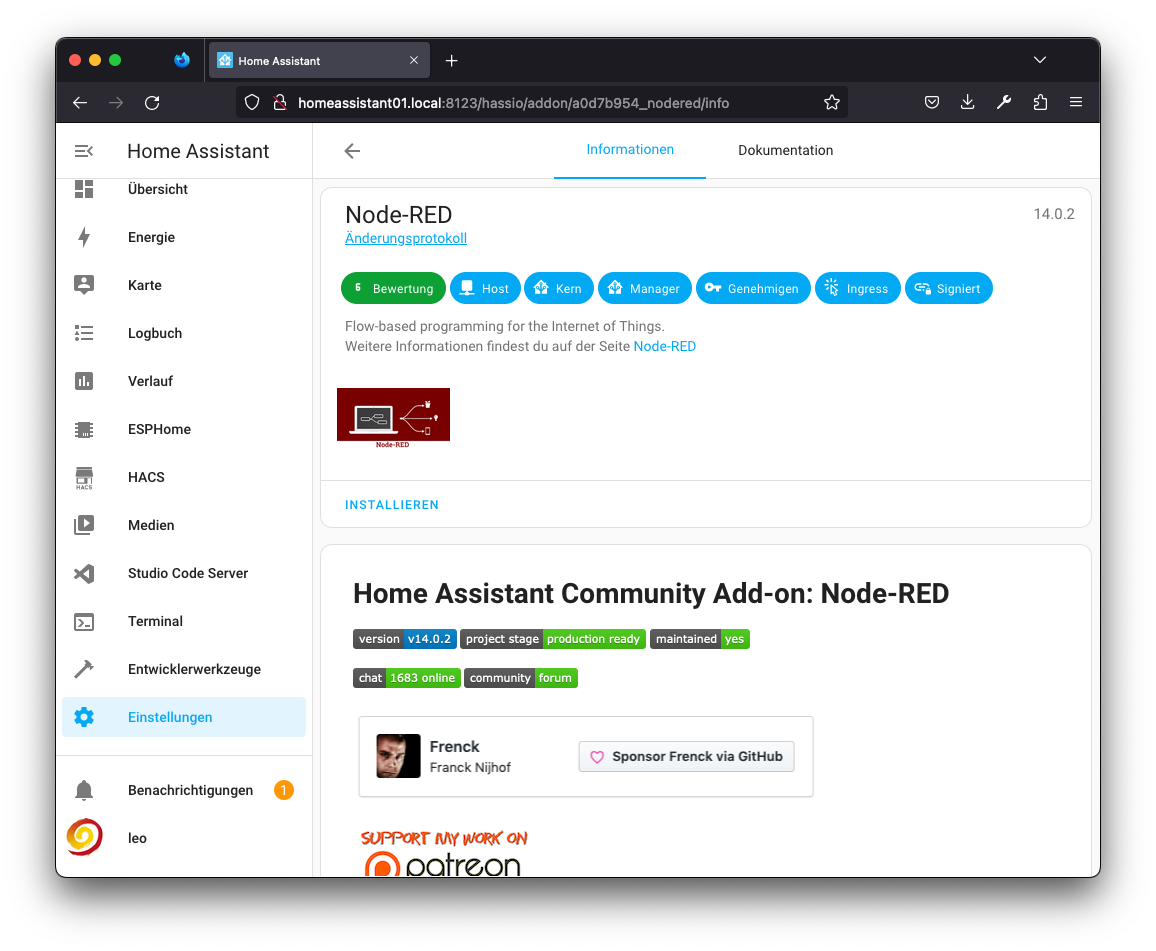 Home Assistant
homeassistant01.local:8123/hassio/addon/a0d7b954_nodered/info
Home Assistant
Übersicht
Energie
Karte
Logbuch
Verlauf
ESPHome
HACS
HACS
Medien
Studio Code Server
Terminal
Entwicklerwerkzeuge
Einstellungen
Benachrichtigungen 1
leo
Informationen Dokumentation
Node-RED 14.0.2
Änderungsprotokoll
Bewertung Host Kern Manager Genehmigen Ingress Signiert
Flow-based programming for the Internet of Things.
Weitere Informationen findest du auf der Seite Node-RED
Node-RED
INSTALLIEREN
Home Assistant Community Add-on: Node-RED
version v14.0.2 project stage production ready maintained yes
chat 1683 online community forum
Frenck
Franck Nijhof
Sponsor Frenck via GitHub
SUPPORT MY WORK ON
patreon